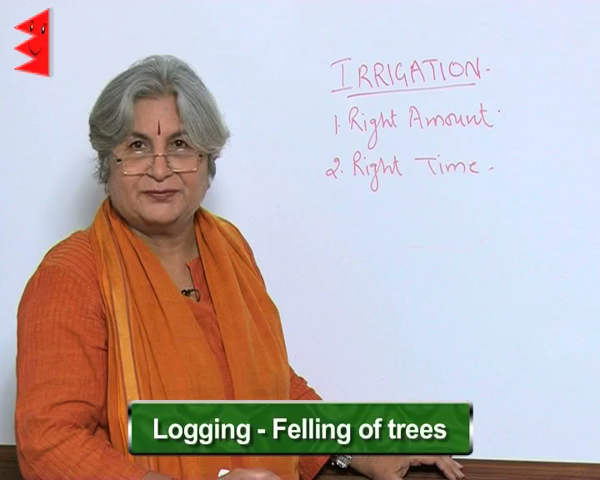 IRRIGATION.
1. Right Amount.
2. Right Time.
Logging - Felling of trees